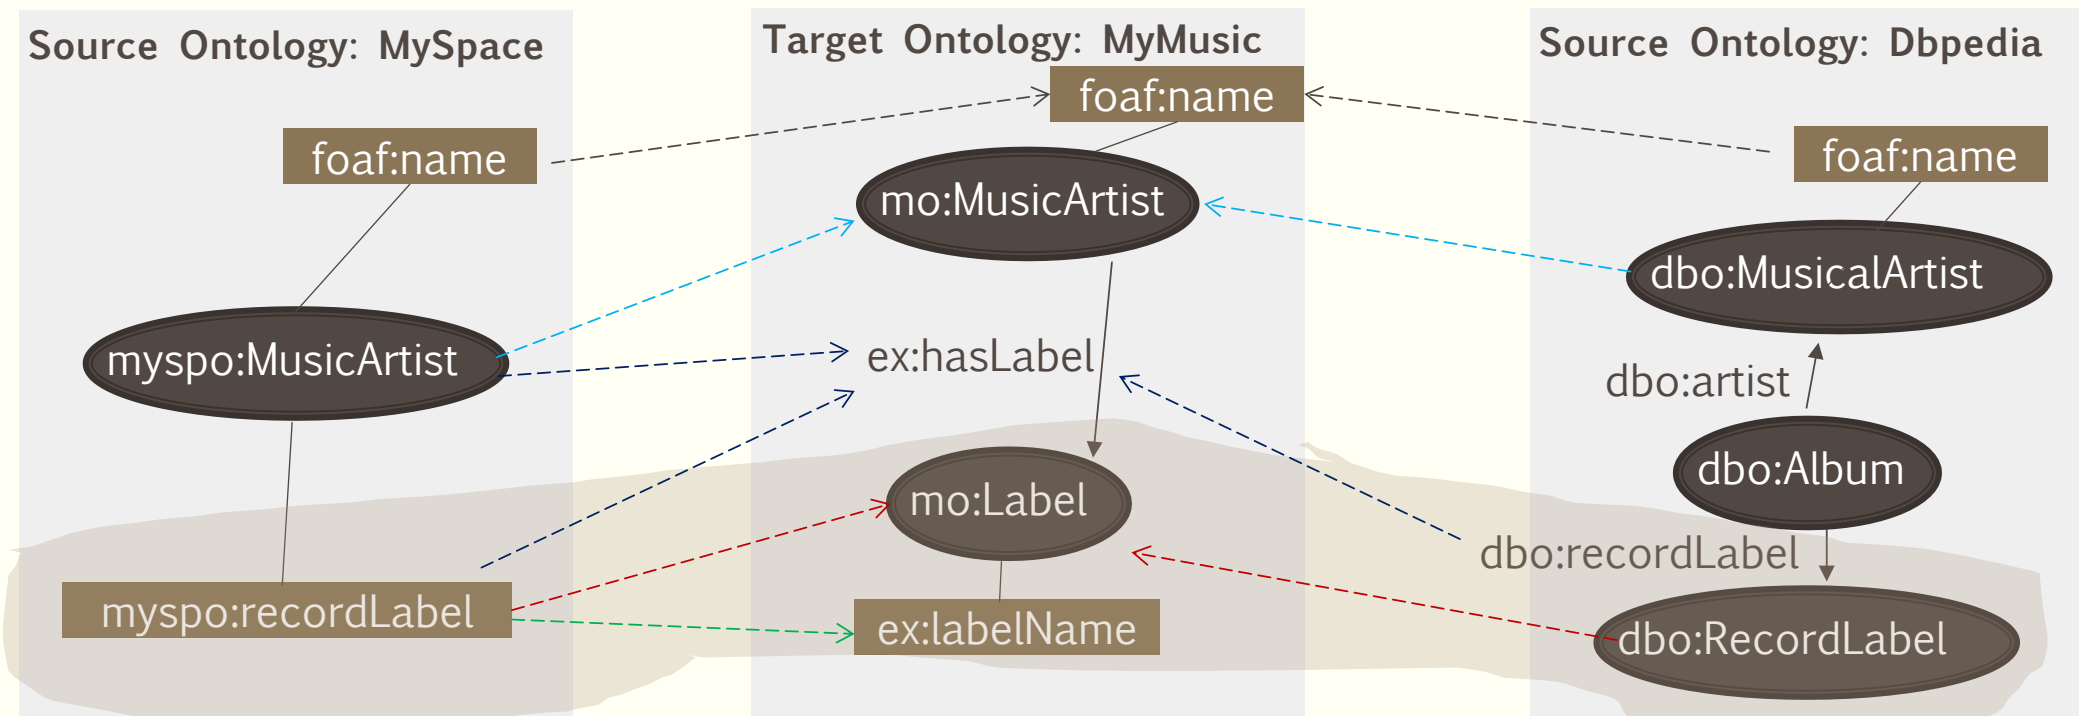 Source Ontology: MySpace
foaf:name
myspo:MusicArtist
myspo:recordLabel
Target Ontology: MyMusic
foaf:name
mo:MusicArtist
ex:hasLabel
mo:Label
ex:labelName
Source Ontology: Dbpedia
foaf:name
dbo:MusicalArtist
dbo:artist
dbo:Album
dbo:recordLabel
dbo:RecordLabel